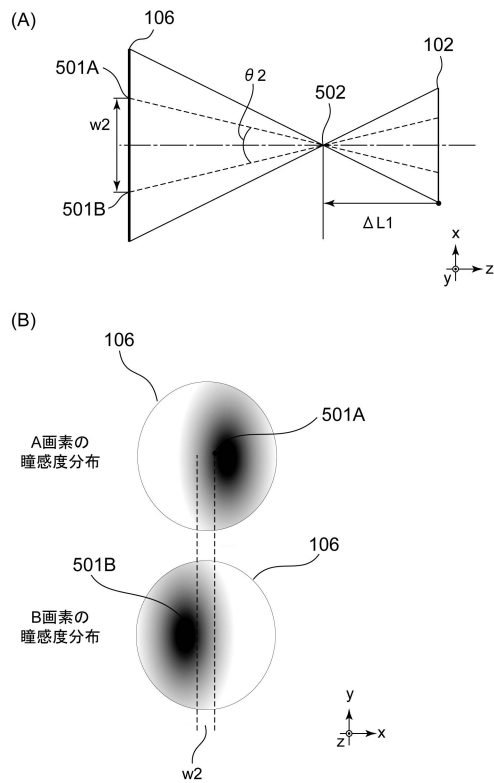 (A)
106
102
501A
θ2
502
w2
501B
ΔL1
x
y
z
(B)
106
501A
A画素の
瞳感度分布
106
501B
B画素の
瞳感度分布
y
z
x
w2